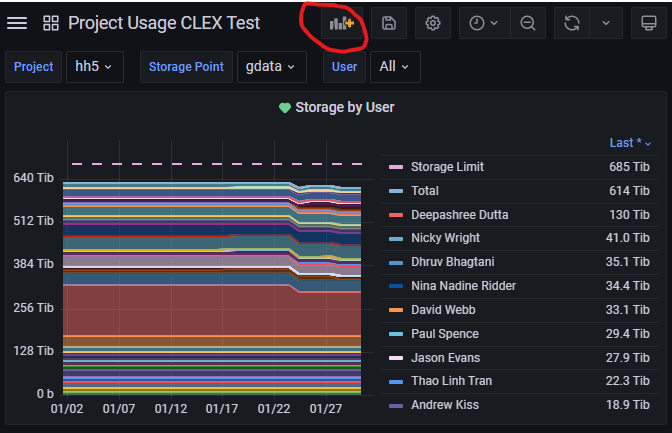 Project Usage CLEX Test
Project hh5 Storage Point gdata User All
Storage by User
Last *
Storage Limit 685 Tib
Total 614 Tib
Deepashree Dutta 130 Tib
Nicky Wright 41.0 Tib
Dhruv Bhagtani 35.1 Tib
Nina Nadine Ridder 34.4 Tib
David Webb 33.1 Tib
Paul Spence 29.4 Tib
Jason Evans 27.9 Tib
Thao Linh Tran 22.3 Tib
Andrew Kiss 18.9 Tib
640 Tib
512 Tib
384 Tib
256 Tib
128 Tib
0 b
01/02 01/07 01/12 01/17 01/22 01/27